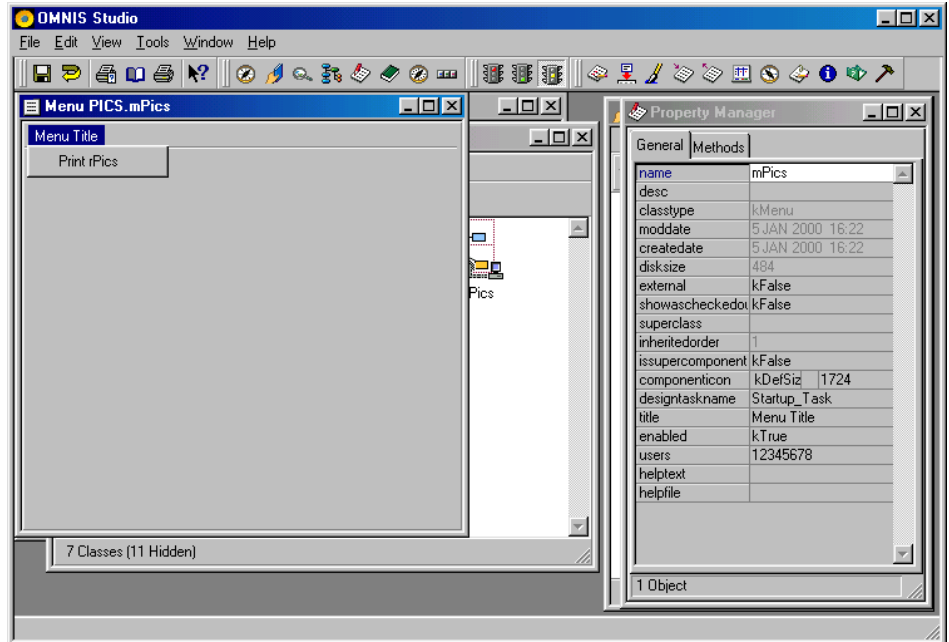 OMNIS Studio
File Edit View Tools Window Help
Menu PICS.mPics
Menu Title
Print rPics
Pics
7 Classes (11 Hidden)
Property Manager
General Methods
name mPics
desc
classtype kMenu
moddate 5 JAN 2000 16:22
createdate 5 JAN 2000 16:22
disksize 484
external kFalse
showascheckedou kFalse
superclass
inheritedorder 1
issupercomponent kFalse
componenticon kDefSiz 1724
designtaskname Startup_Task
title Menu Title
enabled kTrue
users 12345678
helptext
helpfile
1 Object